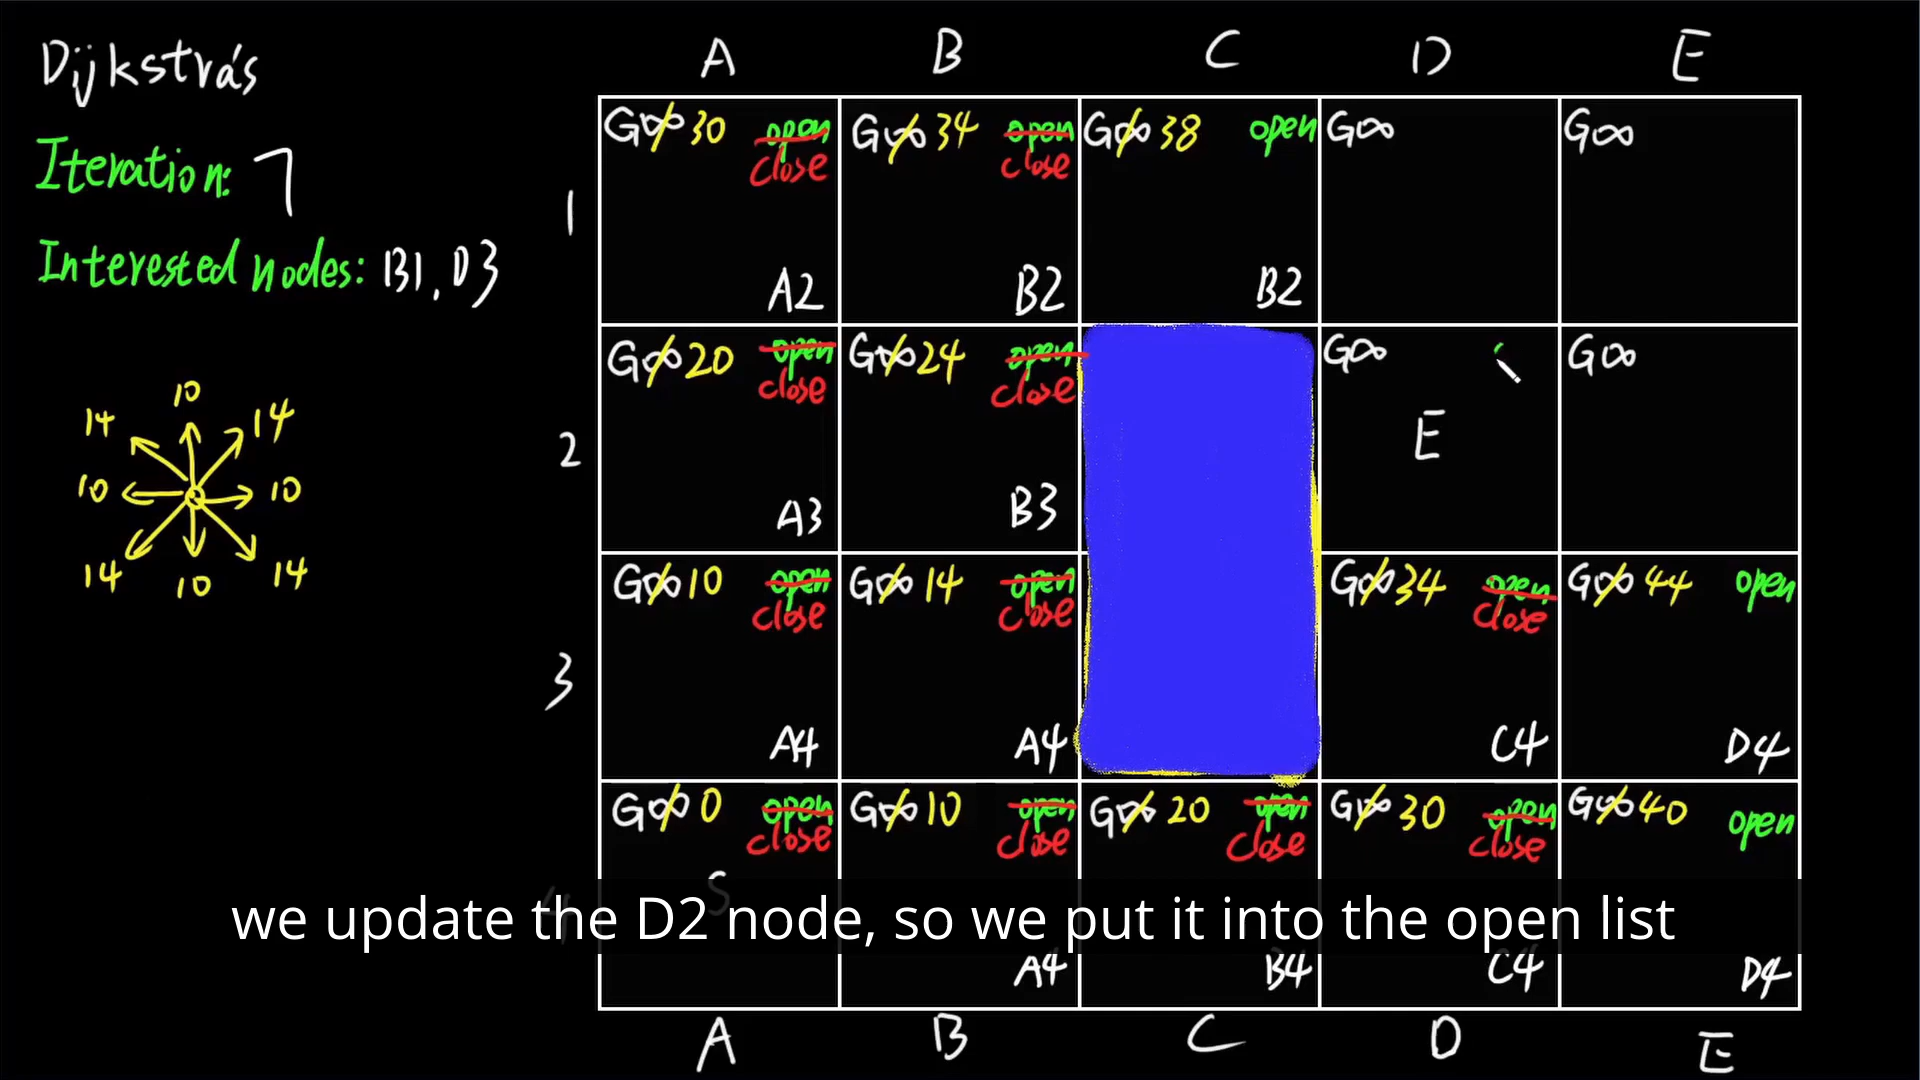 A B C D E
Dijkstra's
Iteration: 7
Interested nodes: B1, D3
10
14 14
10 10
14 10 14
1
G∞ 30 open close A2
G∞ 34 open close B2
G∞ 38 open B2
G∞
G∞
2
G∞ 20 open close A3
G∞ 24 open close B3
G∞ E
G∞
3
G∞ 10 open close A4
G∞ 14 open close A4
G∞ 34 open close C4
G∞ 44 open D4
G∞ 0 open close S
G∞ 10 open close A4
G∞ 20 open close B4
G∞ 30 open close C4
G∞ 40 open D4
we update the D2 node, so we put it into the open list
A B C D E